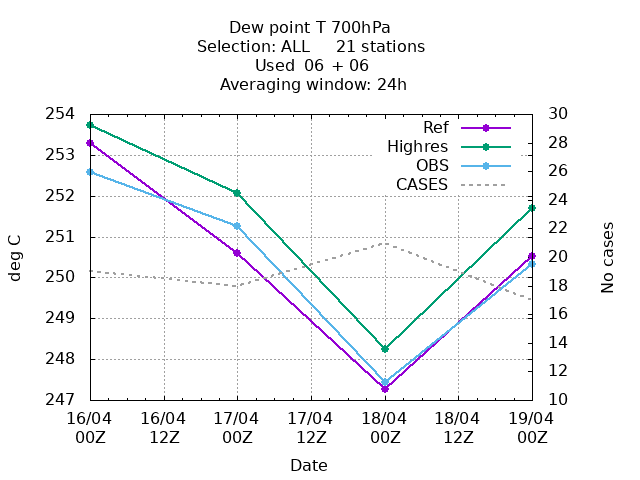 Dew point T 700hPa
Selection: ALL     21 stations
Used  06 + 06
Averaging window: 24h
254
253
252
251
250
249
248
247
deg C
30
28
26
24
22
20
18
16
14
12
10
No cases
Ref
Highres
OBS
CASES
16/04 16/04 17/04 17/04 18/04 18/04 19/04
00Z 12Z 00Z 12Z 00Z 12Z 00Z
Date